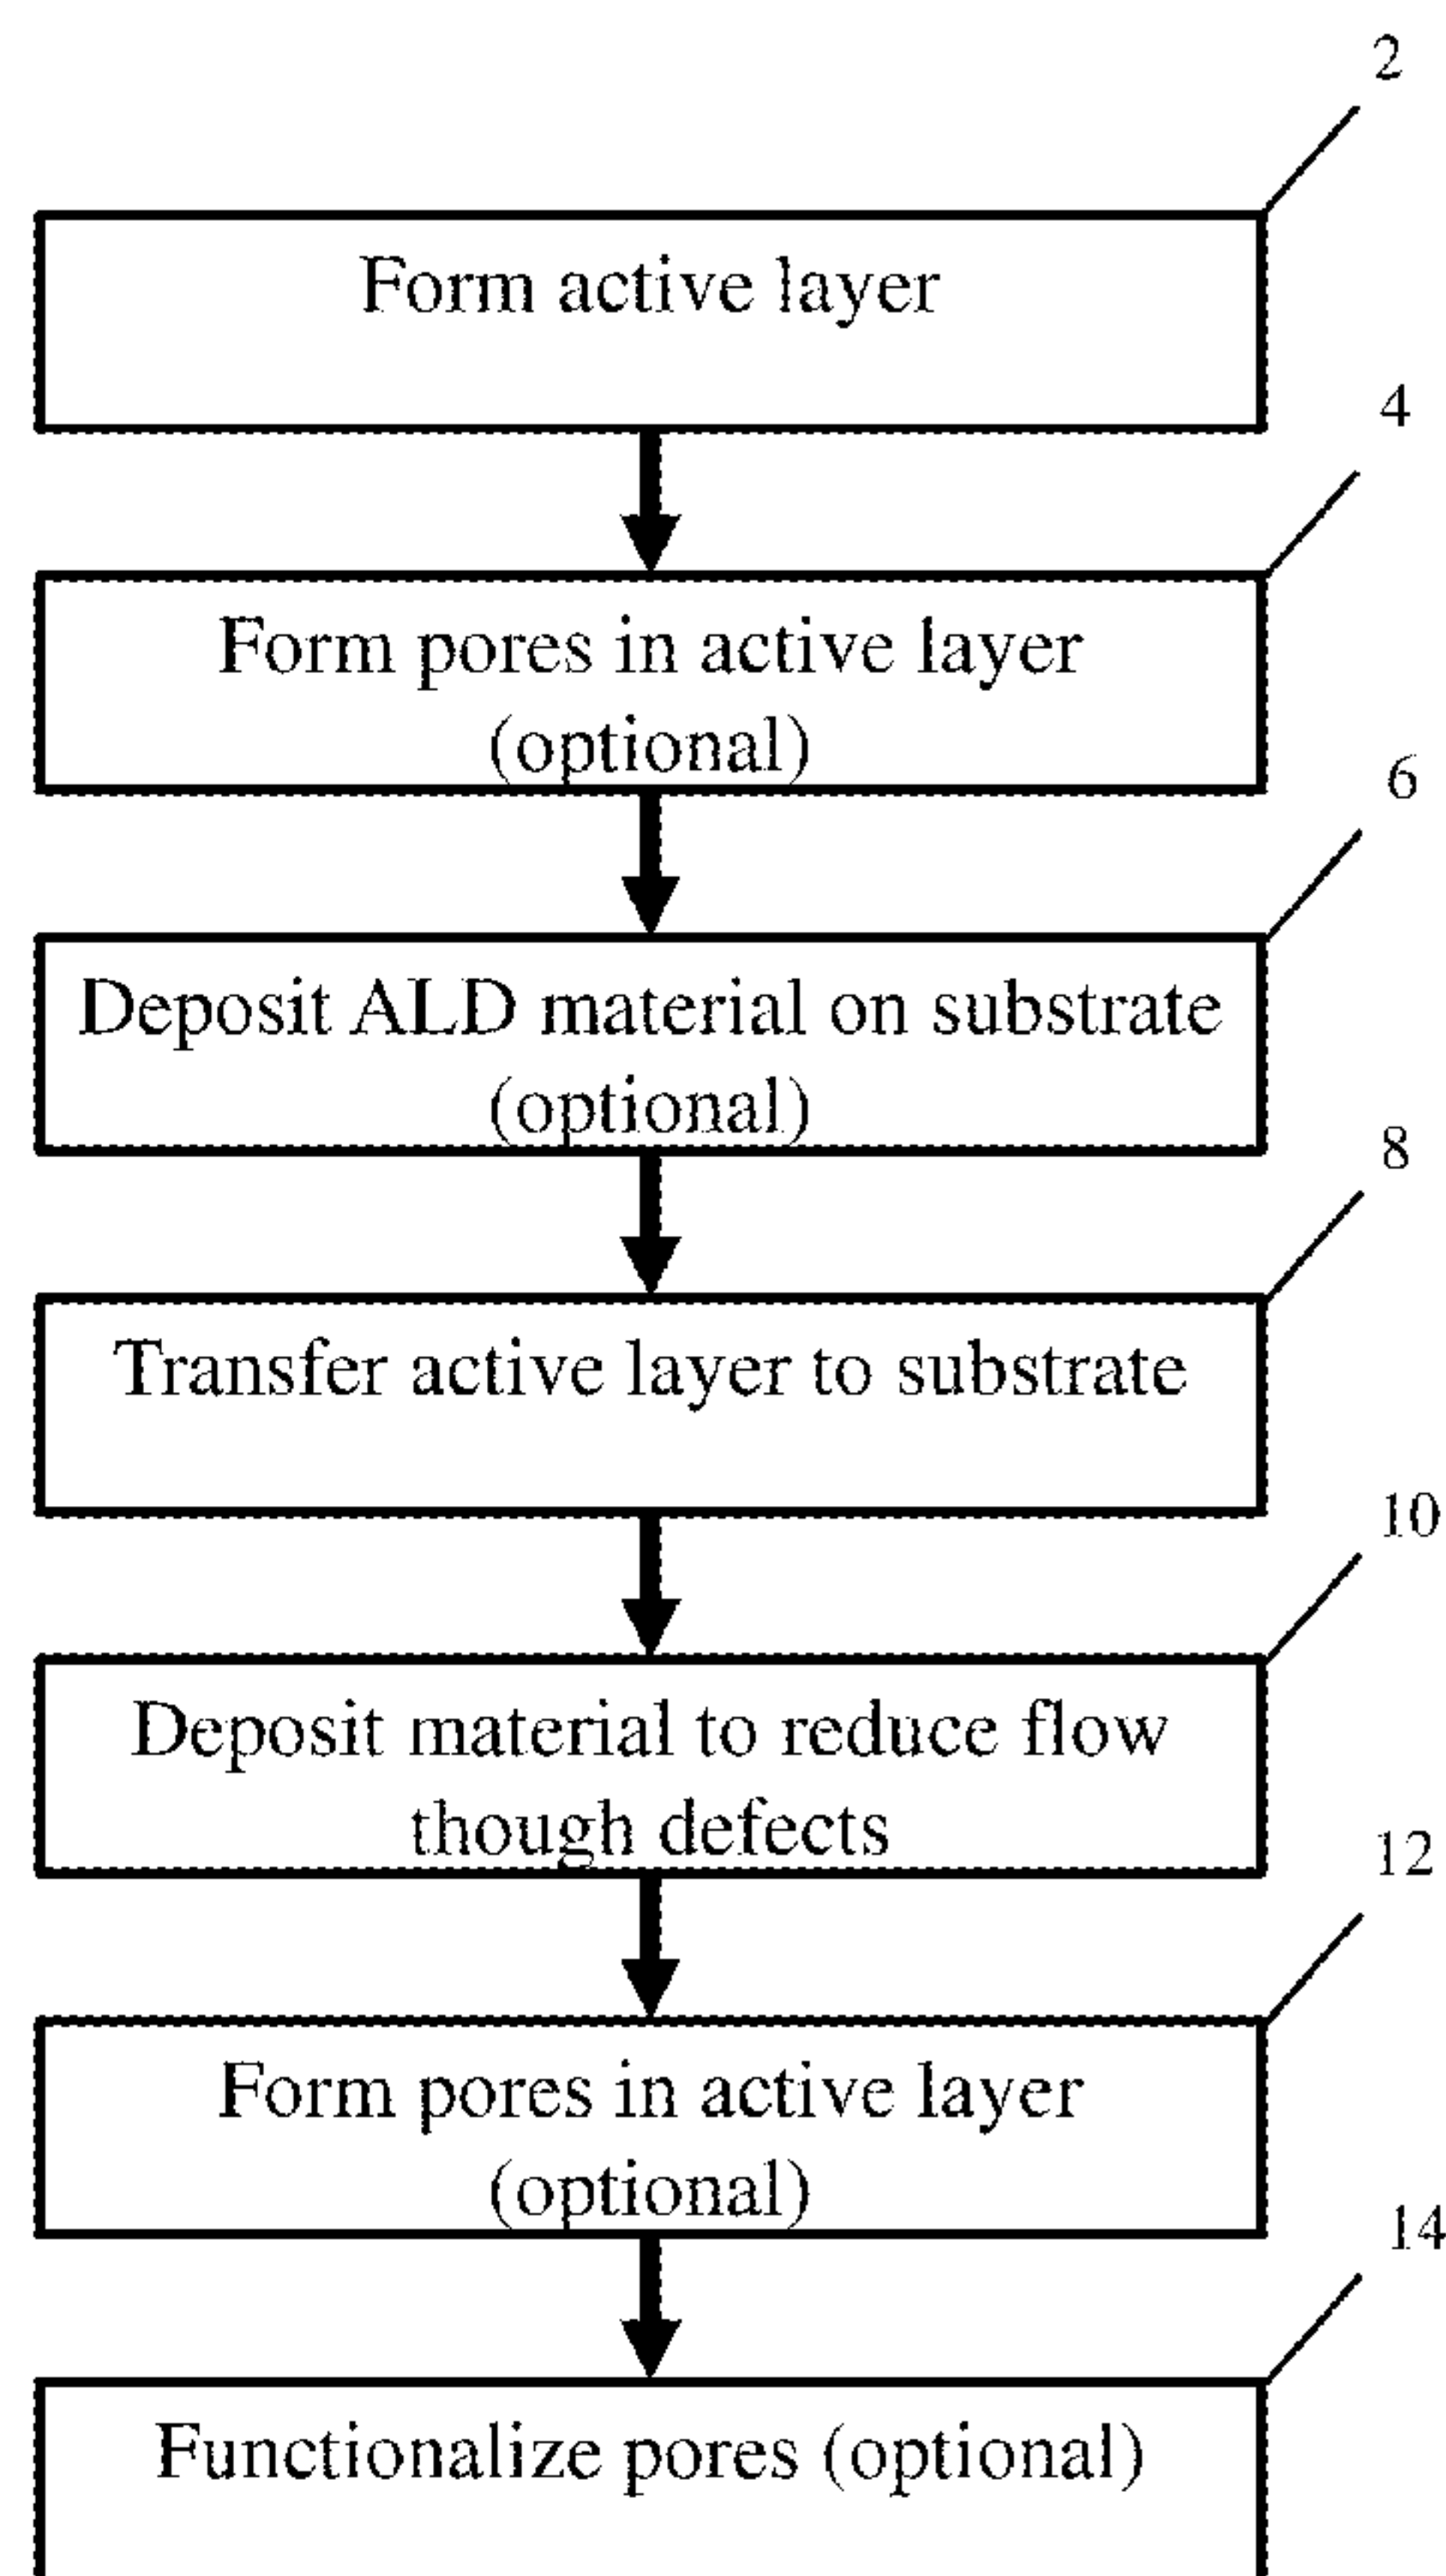 2
Form active layer
4
Form pores in active layer
(optional)
6
Deposit ALD material on substrate
(optional)
8
Transfer active layer to substrate
10
Deposit material to reduce flow
though defects
12
Form pores in active layer
(optional)
14
Functionalize pores (optional)